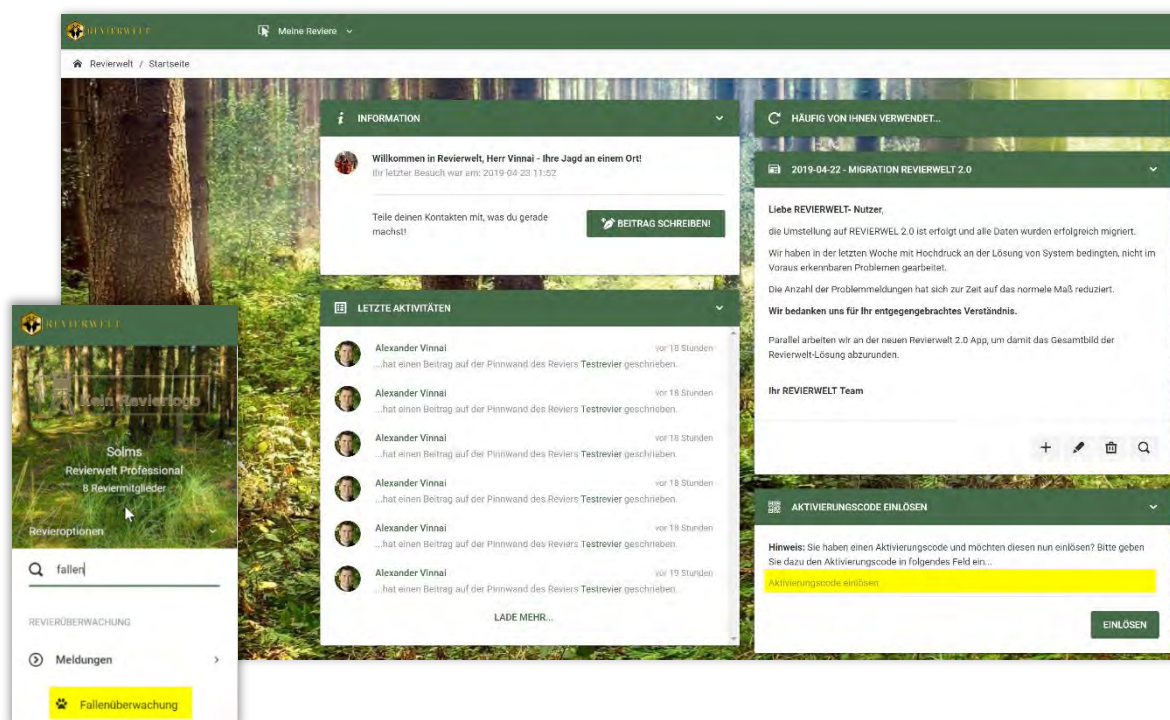 REVIERWELT
Meine Reviere
Revierwelt / Startseite
INFORMATION
Willkommen in Revierwelt, Herr Vinnai - Ihre Jagd an einem Ort!
Ihr letzter Besuch war am: 2019-04-23 11:52
Teile deinen Kontakten mit, was du gerade
machst!
BEITRAG SCHREIBEN!
LETZTE AKTIVITÄTEN
Alexander Vinnai
vor 18 Stunden
...hat einen Beitrag auf der Pinnwand des Reviers Testrevier geschrieben.
Alexander Vinnai
vor 18 Stunden
...hat einen Beitrag auf der Pinnwand des Reviers Testrevier geschrieben.
Alexander Vinnai
vor 18 Stunden
...hat einen Beitrag auf der Pinnwand des Reviers Testrevier geschrieben.
Alexander Vinnai
vor 18 Stunden
...hat einen Beitrag auf der Pinnwand des Reviers Testrevier geschrieben.
Alexander Vinnai
vor 18 Stunden
...hat einen Beitrag auf der Pinnwand des Reviers Testrevier geschrieben.
Alexander Vinnai
vor 19 Stunden
...hat einen Beitrag auf der Pinnwand des Reviers Testrevier geschrieben.
LADE MEHR...
HÄUFIG VON IHNEN VERWENDET...
2019-04-22 - MIGRATION REVIERWELT 2.0
Liebe REVIERWELT- Nutzer,
die Umstellung auf REVIERWEL 2.0 ist erfolgt und alle Daten wurden erfolgreich migriert.
Wir haben in der letzten Woche mit Hochdruck an der Lösung von System bedingten, nicht im
Voraus erkennbaren Problemen gearbeitet.
Die Anzahl der Problemmeldungen hat sich zur Zeit auf das normele Maß reduziert.
Wir bedanken uns für Ihr entgegengebrachtes Verständnis.
Parallel arbeiten wir an der neuen Revierwelt 2.0 App, um damit das Gesamtbild der
Revierwelt-Lösung abzurunden.
Ihr REVIERWELT Team
AKTIVIERUNGSCODE EINLÖSEN
Hinweis: Sie haben einen Aktivierungscode und möchten diesen nun einlösen? Bitte geben
Sie dazu den Aktivierungscode in folgendes Feld ein...
Aktivierungscode einlösen
EINLÖSEN
REVIERWELT
Kein Revierlogo
Solms
Revierwelt Professional
8 Reviermitglieder
Revieroptionen
fallen
REVIERÜBERWACHUNG
Meldungen
Fallenüberwachung